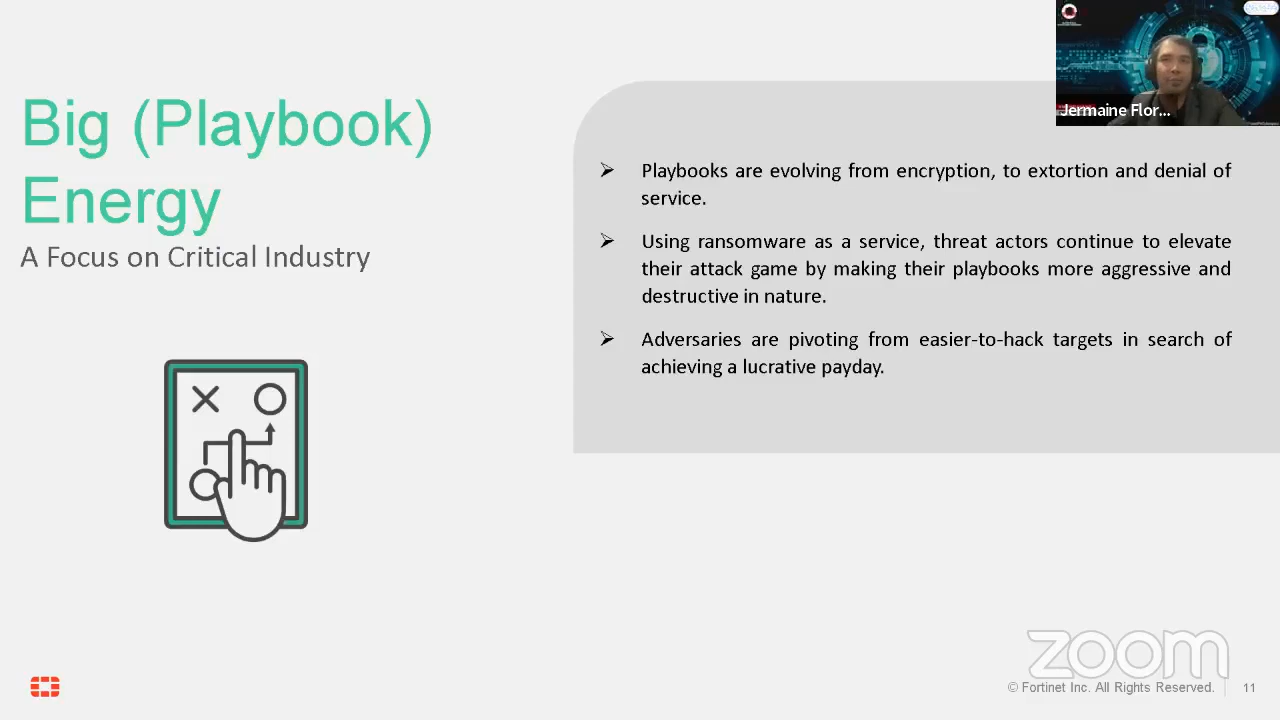 Big (Playbook)
Energy
A Focus on Critical Industry
Jermaine Flor...
➢ Playbooks are evolving from encryption, to extortion and denial of
service.
➢ Using ransomware as a service, threat actors continue to elevate
their attack game by making their playbooks more aggressive and
destructive in nature.
➢ Adversaries are pivoting from easier-to-hack targets in search of
achieving a lucrative payday.
zoom
© Fortinet Inc. All Rights Reserved. 11